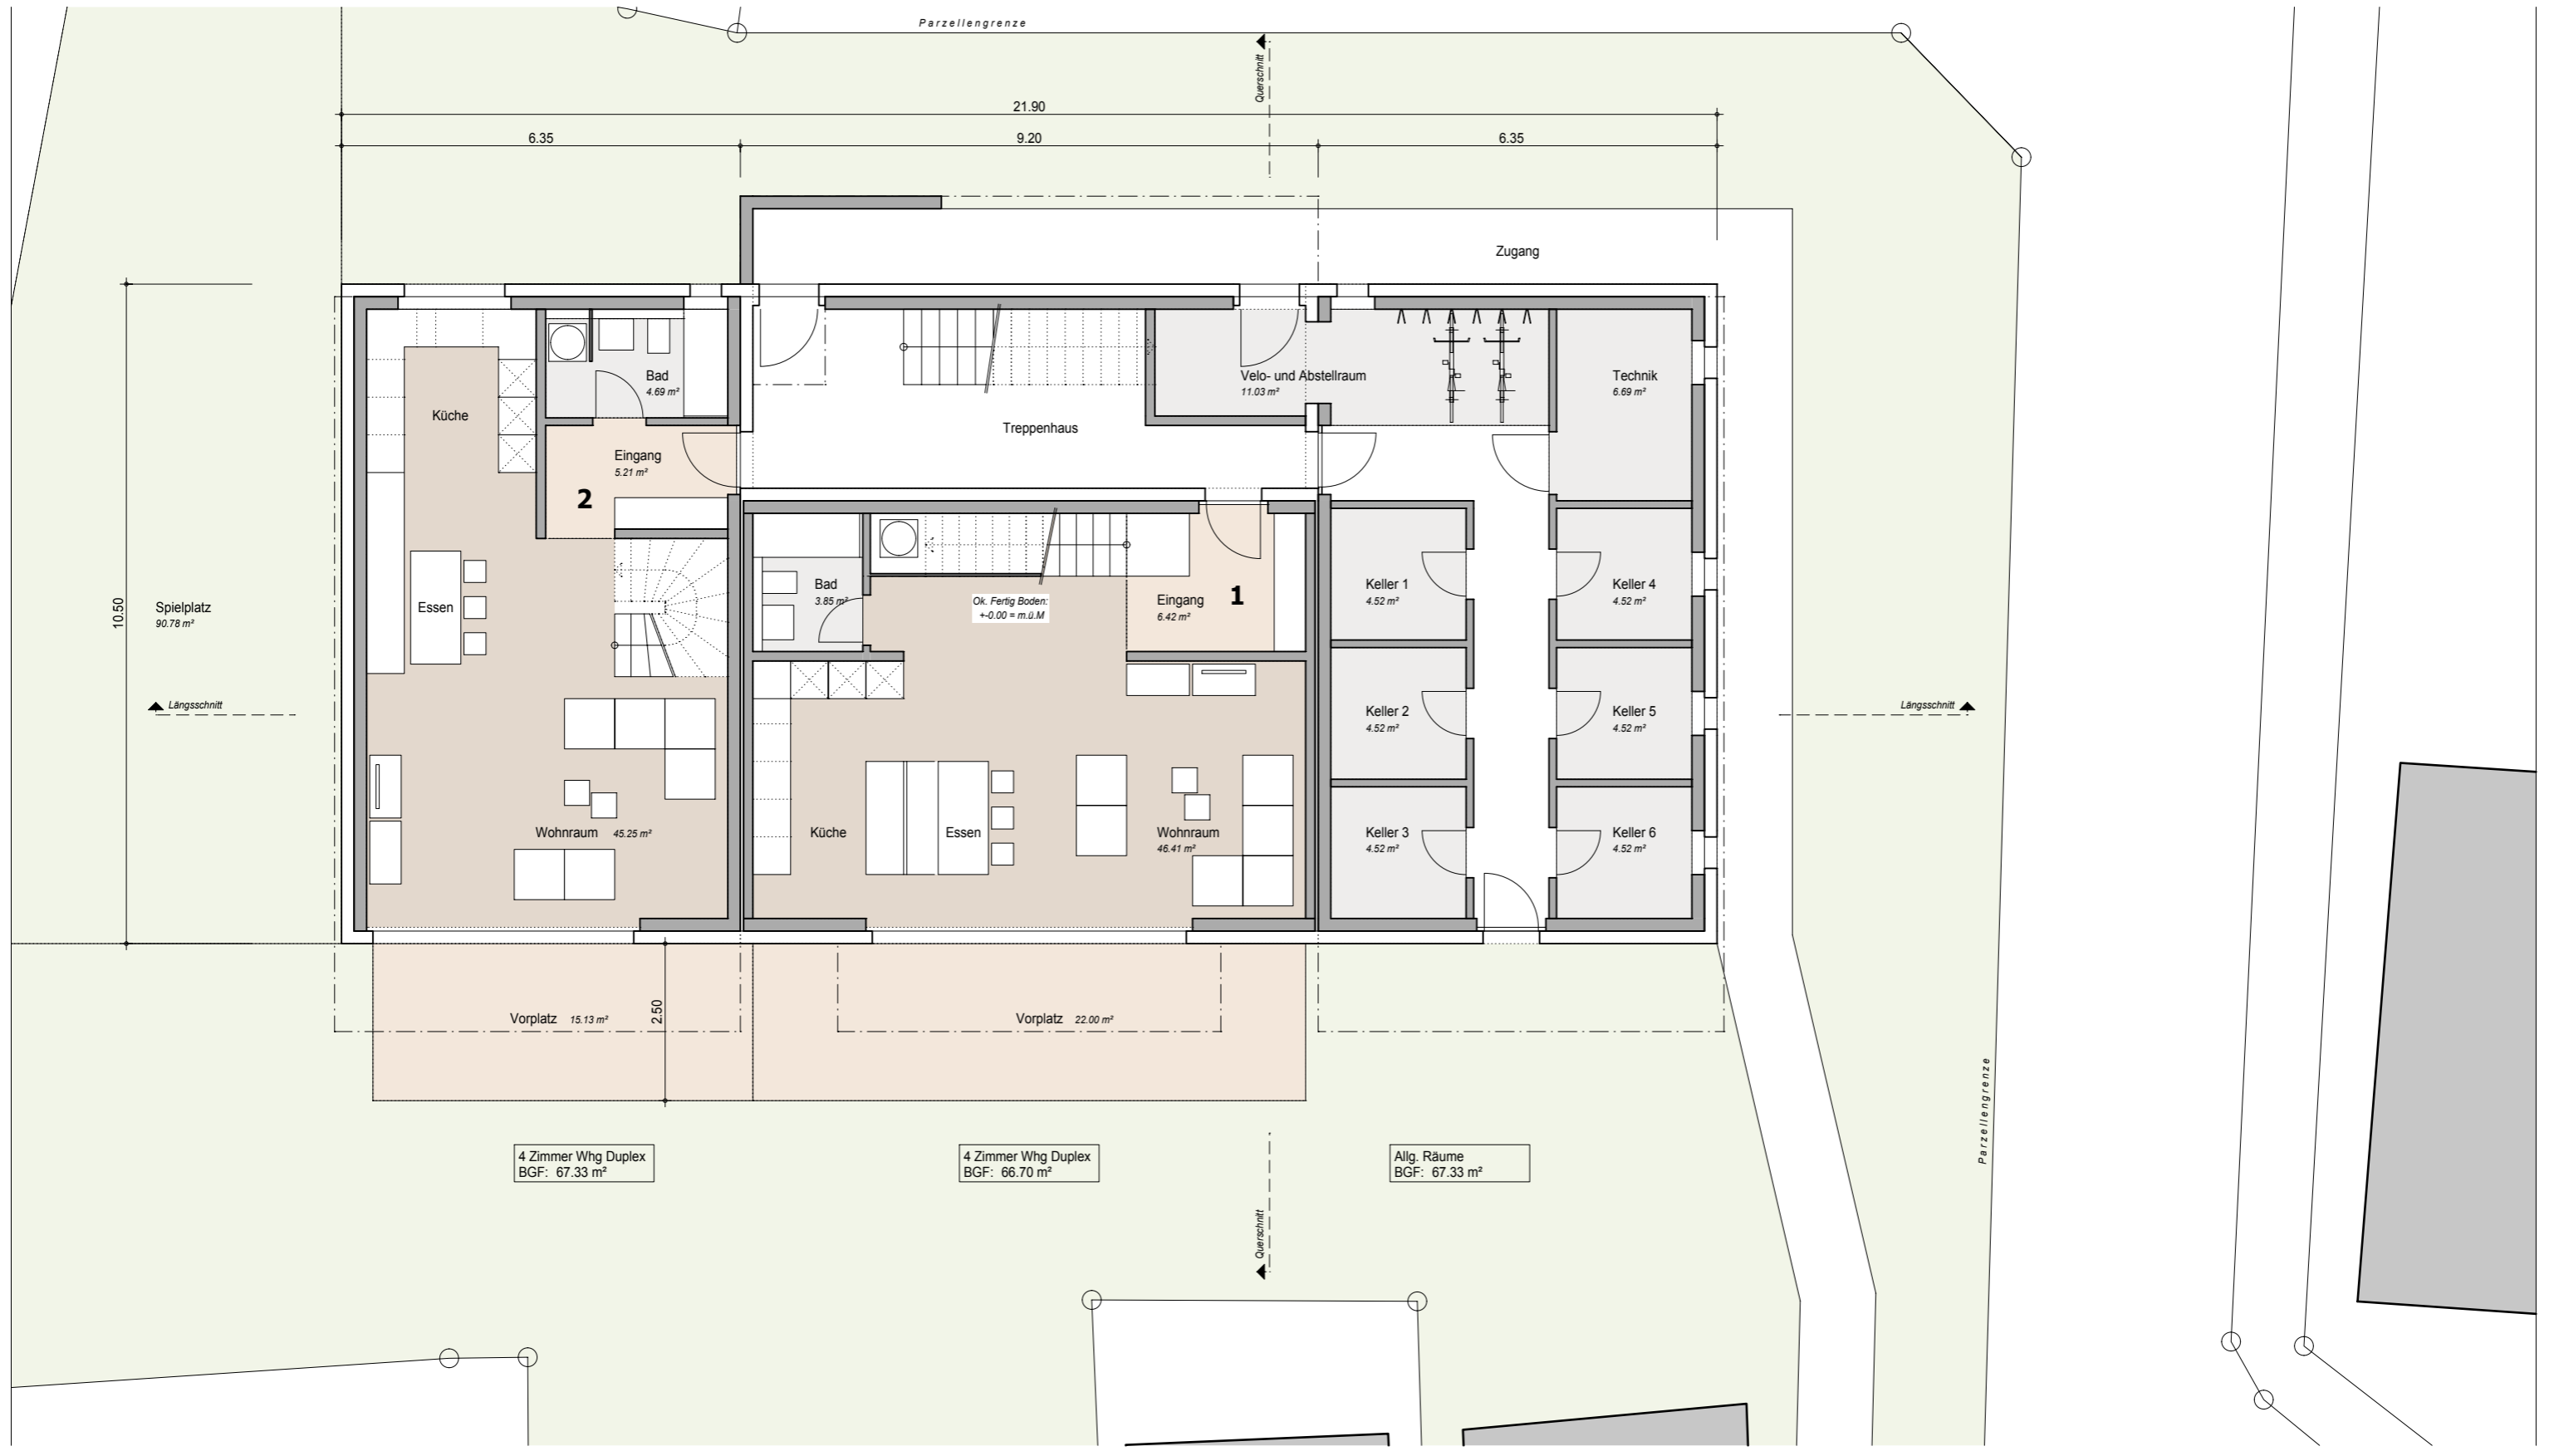 Parzellengrenze
Querschnitt
21.90
6.35
9.20
6.35
Zugang
Bad
4.69 m²
Velo- und Abstellraum
11.03 m²
Technik
6.69 m²
Küche
Treppenhaus
Eingang
5.21 m²
2
10.50
Spielplatz
90.78 m²
Essen
Bad
3.85 m²
Ok. Fertig Boden:
+-0.00 = m.ü.M
Eingang
6.42 m²
1
Keller 1
4.52 m²
Keller 4
4.52 m²
Längsschnitt
Keller 2
4.52 m²
Keller 5
4.52 m²
Längsschnitt
Wohnraum 45.25 m²
Küche
Essen
Wohnraum
46.41 m²
Keller 3
4.52 m²
Keller 6
4.52 m²
Vorplatz 15.13 m²
2.50
Vorplatz 22.00 m²
Parzellengrenze
4 Zimmer Whg Duplex
BGF: 67.33 m²
4 Zimmer Whg Duplex
BGF: 66.70 m²
Allg. Räume
BGF: 67.33 m²
Querschnitt